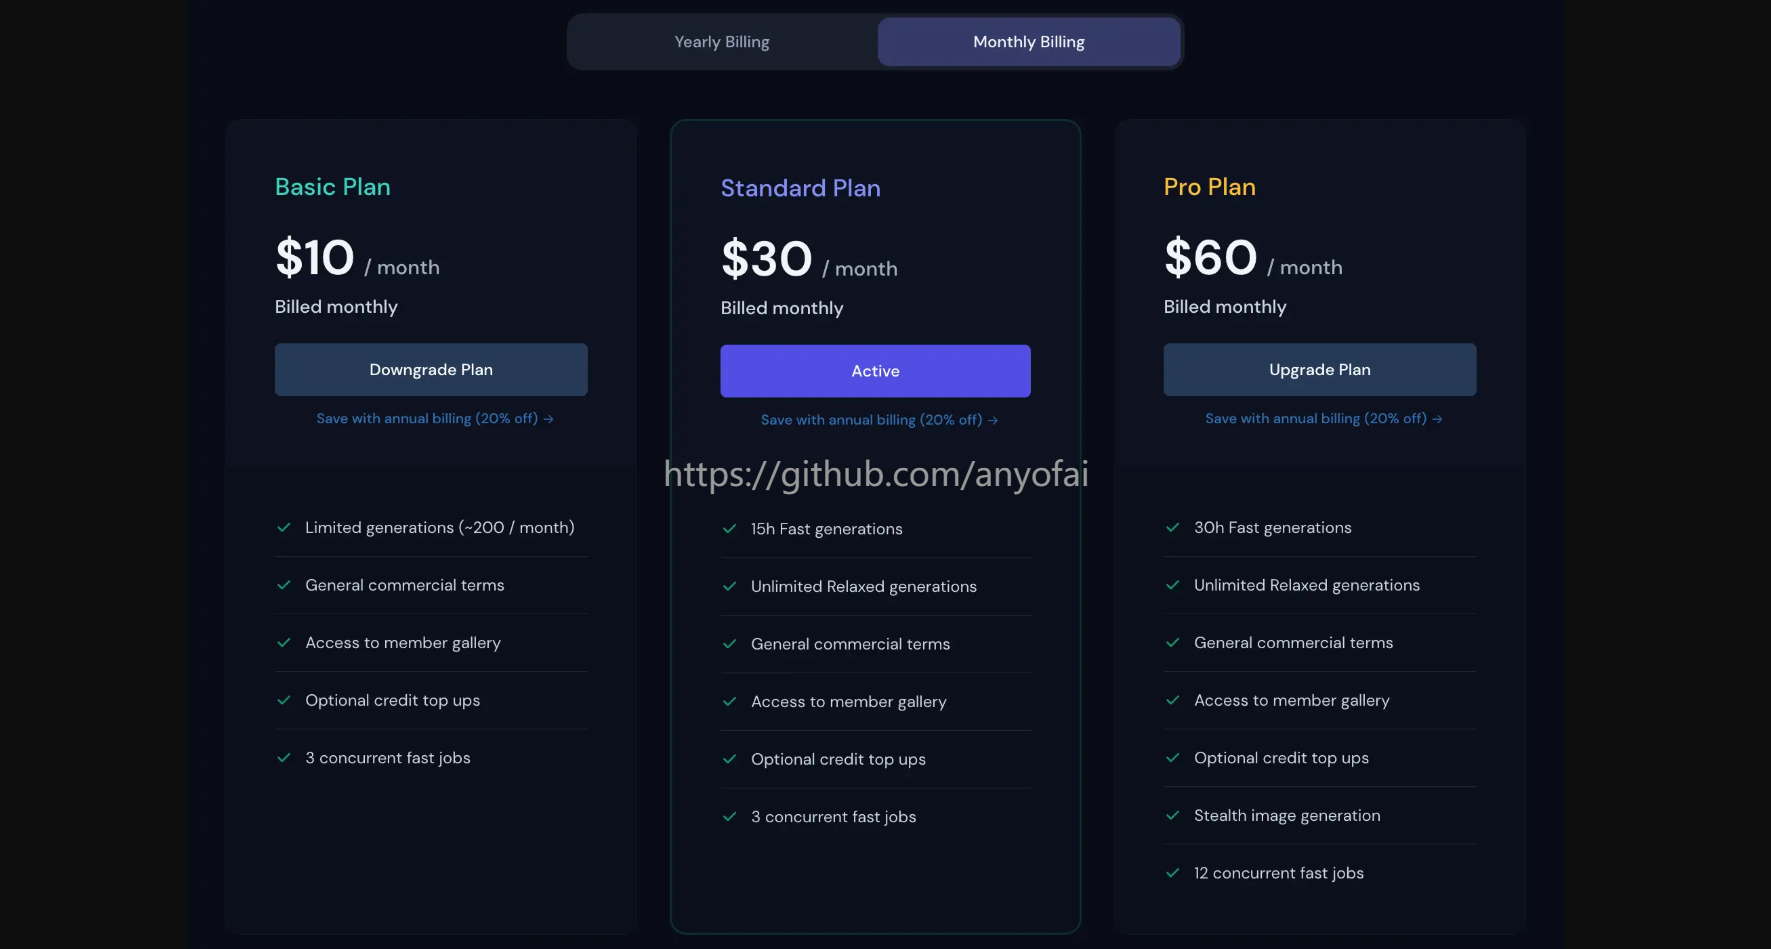 Yearly Billing
Monthly Billing
Basic Plan
$10 / month
Billed monthly
Downgrade Plan
Save with annual billing (20% off) →
Limited generations (~200 / month)
General commercial terms
Access to member gallery
Optional credit top ups
3 concurrent fast jobs
Standard Plan
$30 / month
Billed monthly
Active
Save with annual billing (20% off) →
https://github.com/anyofai
15h Fast generations
Unlimited Relaxed generations
General commercial terms
Access to member gallery
Optional credit top ups
3 concurrent fast jobs
Pro Plan
$60 / month
Billed monthly
Upgrade Plan
Save with annual billing (20% off) →
30h Fast generations
Unlimited Relaxed generations
General commercial terms
Access to member gallery
Optional credit top ups
Stealth image generation
12 concurrent fast jobs